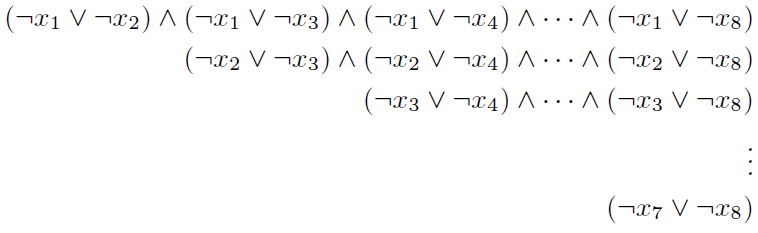 (¬x₁ ∨ ¬x₂) ∧ (¬x₁ ∨ ¬x₃) ∧ (¬x₁ ∨ ¬x₄) ∧ ⋯ ∧ (¬x₁ ∨ ¬x₈)
(¬x₂ ∨ ¬x₃) ∧ (¬x₂ ∨ ¬x₄) ∧ ⋯ ∧ (¬x₂ ∨ ¬x₈)
(¬x₃ ∨ ¬x₄) ∧ ⋯ ∧ (¬x₃ ∨ ¬x₈)
⋮
(¬x₇ ∨ ¬x₈)